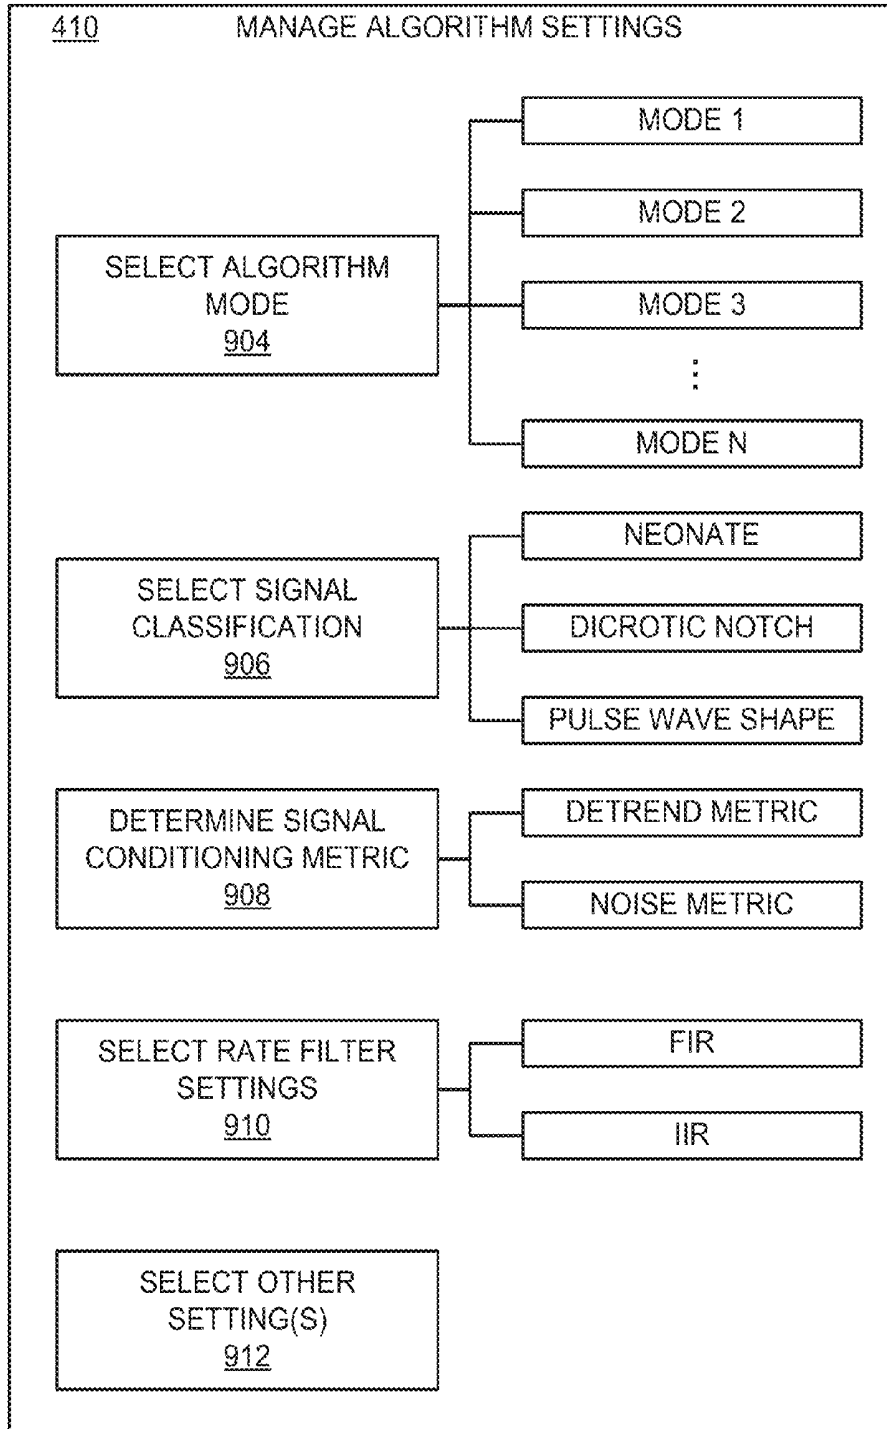 410 MANAGE ALGORITHM SETTINGS
SELECT ALGORITHM
MODE
904
MODE 1
MODE 2
MODE 3
⋮
MODE N
SELECT SIGNAL
CLASSIFICATION
906
NEONATE
DICROTIC NOTCH
PULSE WAVE SHAPE
DETERMINE SIGNAL
CONDITIONING METRIC
908
DETREND METRIC
NOISE METRIC
SELECT RATE FILTER
SETTINGS
910
FIR
IIR
SELECT OTHER
SETTING(S)
912